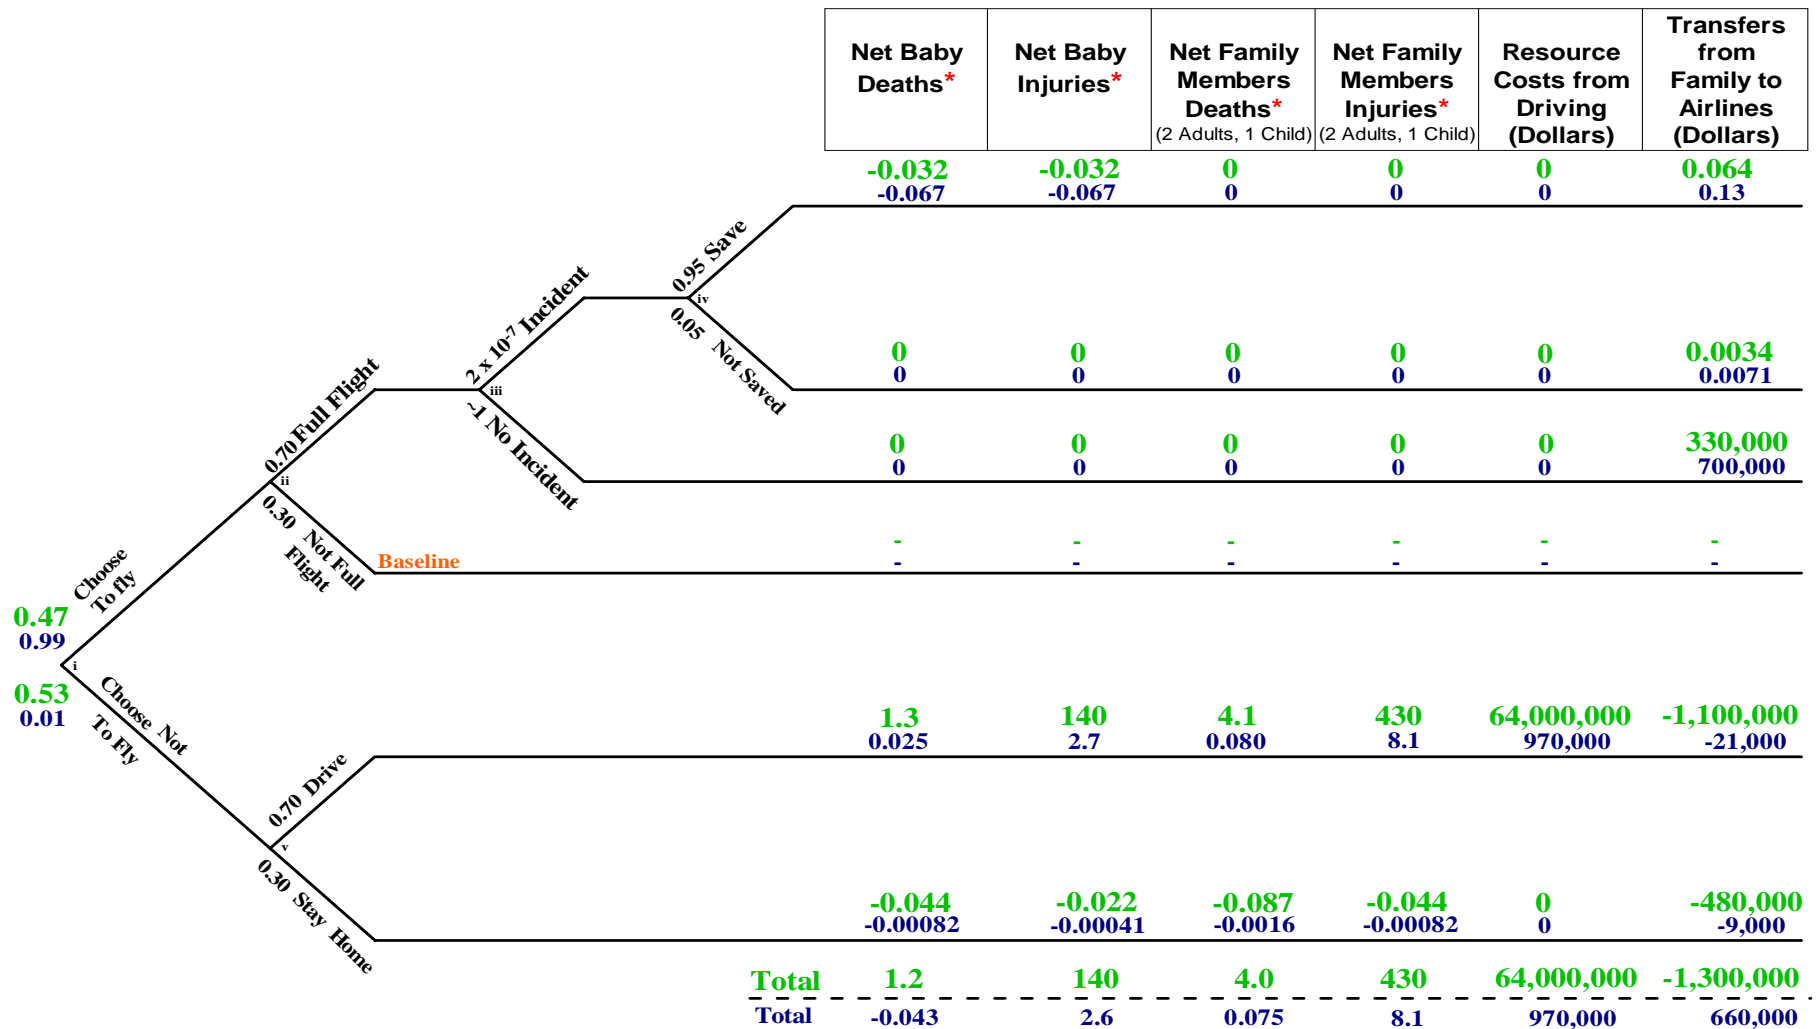 Net Baby Deaths*
Net Baby Injuries*
Net Family Members Deaths* (2 Adults, 1 Child)
Net Family Members Injuries* (2 Adults, 1 Child)
Resource Costs from Driving (Dollars)
Transfers from Family to Airlines (Dollars)
-0.032 -0.032 0 0 0 0.064
-0.067 -0.067 0 0 0 0.13
0.95 Save
iv
0.05 Not Saved
2 x 10-7 Incident
0 0 0 0 0 0.0034
0 0 0 0 0 0.0071
iii
~1 No Incident
0.70 Full Flight
0 0 0 0 0 330,000
0 0 0 0 0 700,000
ii
0.30 Not Full Flight
- - - - - -
Baseline - - - - - -
Choose To fly
0.47
0.99
i
0.53
0.01
Choose Not To Fly
1.3 140 4.1 430 64,000,000 -1,100,000
0.025 2.7 0.080 8.1 970,000 -21,000
0.70 Drive
v
0.30 Stay Home
-0.044 -0.022 -0.087 -0.044 0 -480,000
-0.00082 -0.00041 -0.0016 -0.00082 0 -9,000
Total 1.2 140 4.0 430 64,000,000 -1,300,000
Total -0.043 2.6 0.075 8.1 970,000 660,000